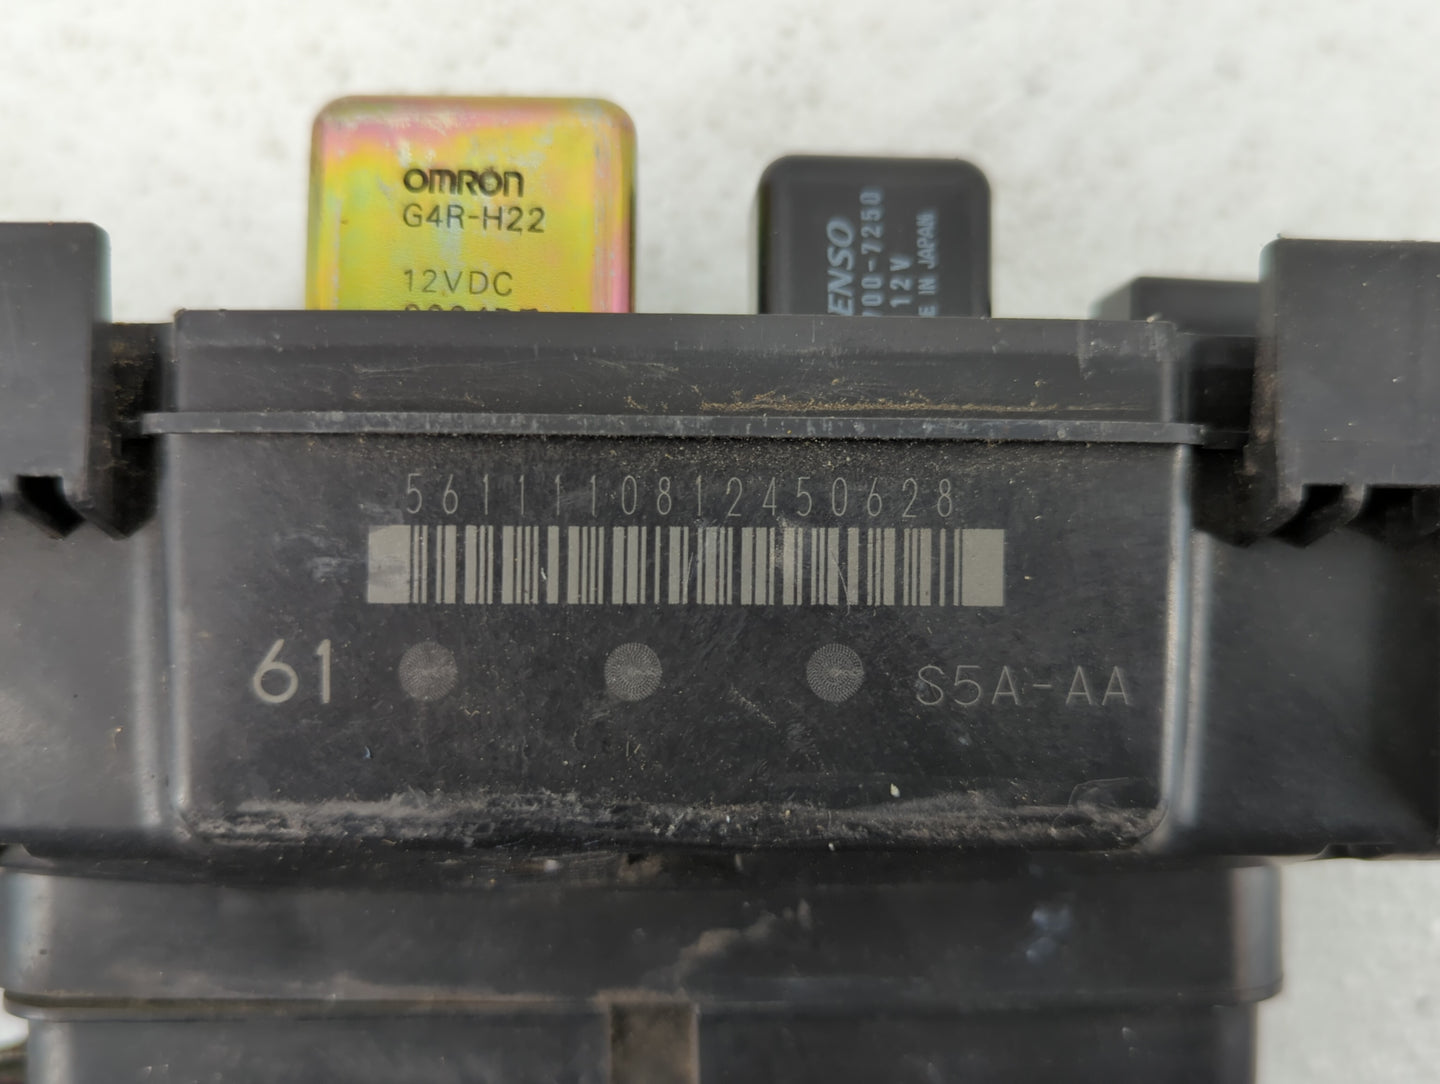 OMRON
G4R-H22
12VDC
ENSO
700-7250
12V
E IN JAPAN
5611110812450628
61
S5A-AA